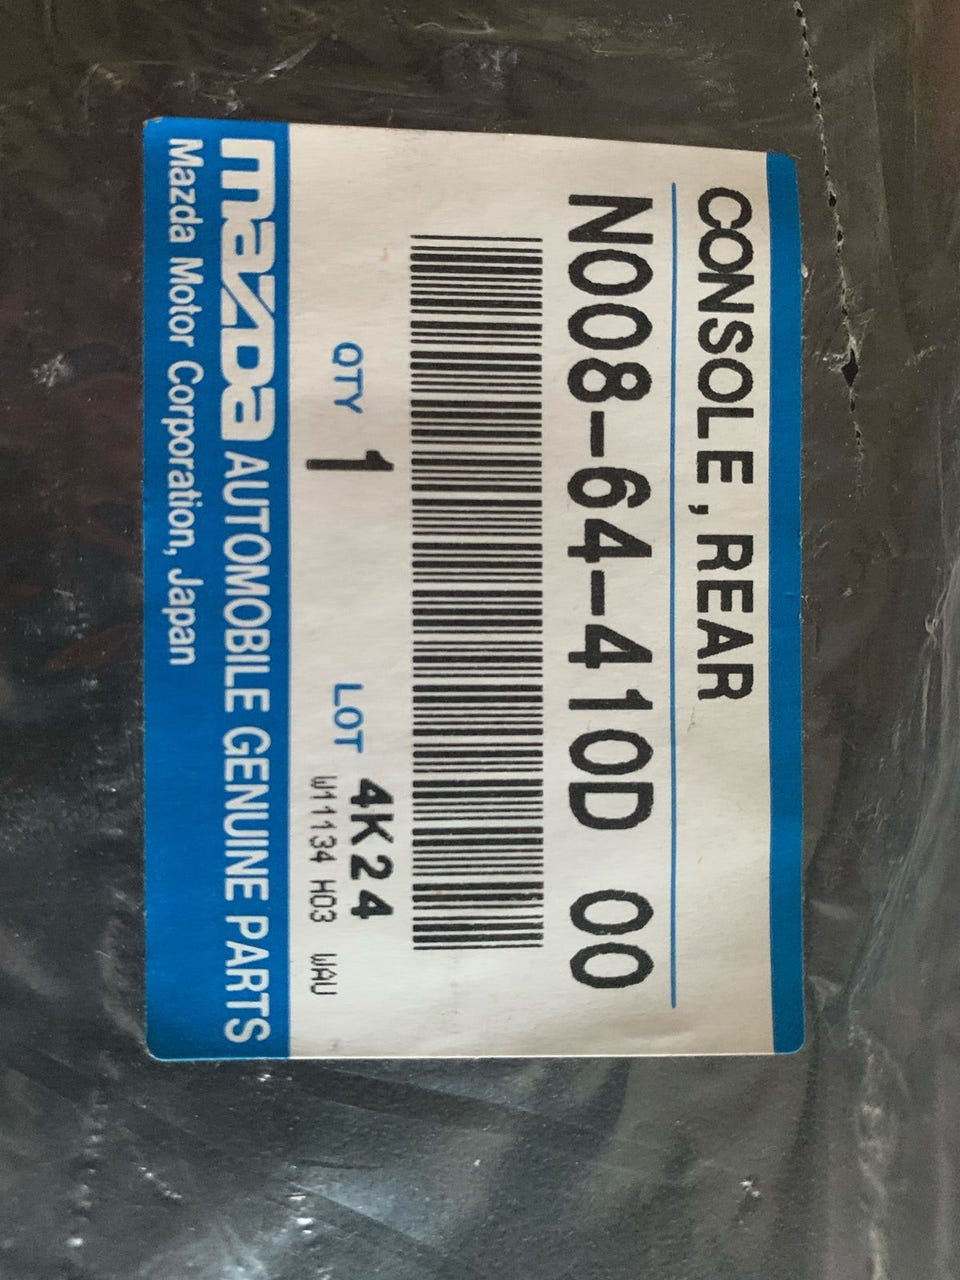 CONSOLE, REAR
N008-64-410D 00
QTY 1 LOT 4K24
W11134 H03 WAU
mazda AUTOMOBILE GENUINE PARTS
Mazda Motor Corporation, Japan